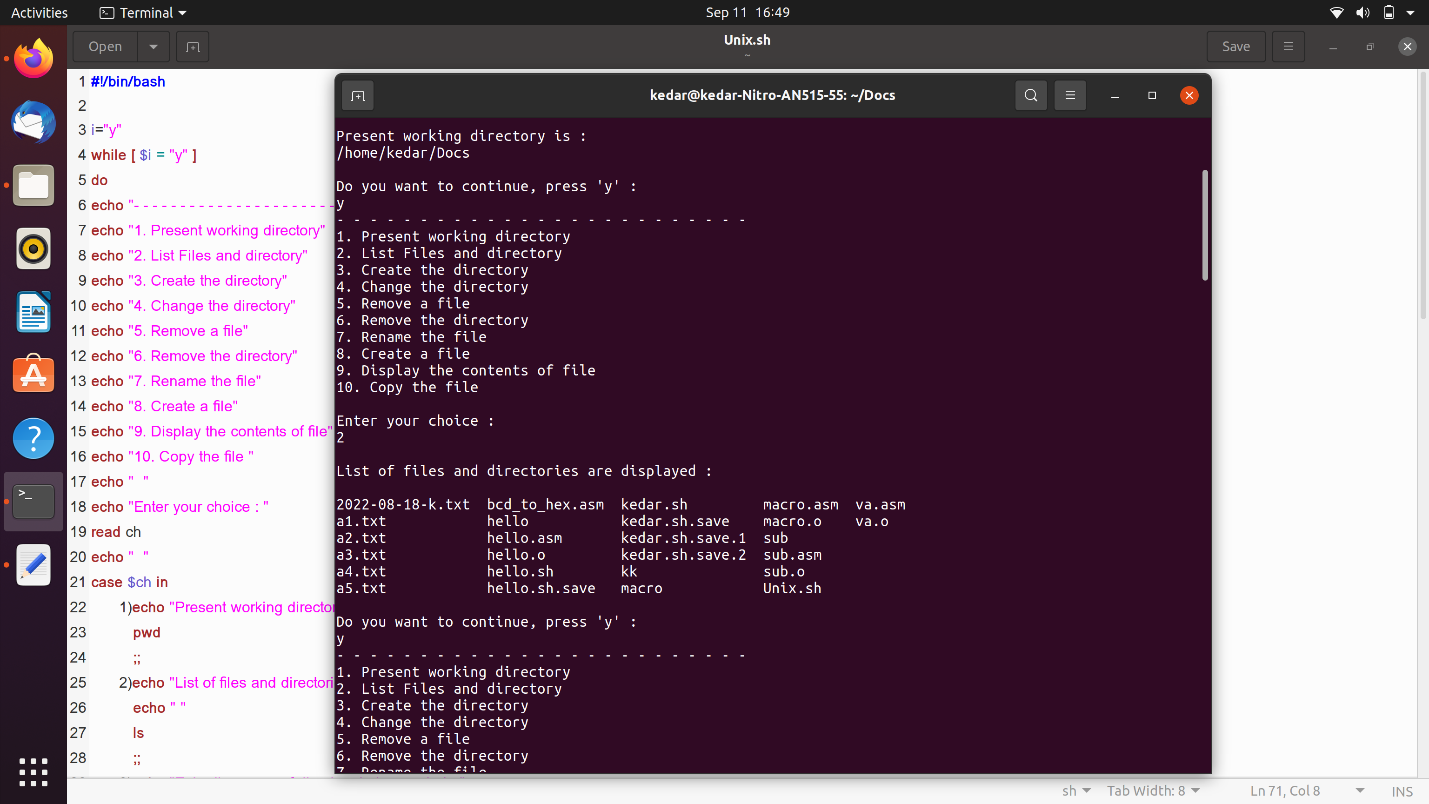 Activities
Terminal
Sep 11 16:49
Open
Unix.sh
Save
1 #!/bin/bash
2
3 i="y"
4 while [ $i = "y" ]
5 do
6 echo "- - - - - - - - - - - - - - - - - - - - - -
7 echo "1. Present working directory"
8 echo "2. List Files and directory"
9 echo "3. Create the directory"
10 echo "4. Change the directory"
11 echo "5. Remove a file"
12 echo "6. Remove the directory"
13 echo "7. Rename the file"
14 echo "8. Create a file"
15 echo "9. Display the contents of file"
16 echo "10. Copy the file "
17 echo "  "
18 echo "Enter your choice : "
19 read ch
20 echo "  "
21 case $ch in
22 1)echo "Present working directo
23 pwd
24 ;;
25 2)echo "List of files and directori
26 echo " "
27 ls
28 ;;
kedar@kedar-Nitro-AN515-55: ~/Docs
Present working directory is :
/home/kedar/Docs
Do you want to continue, press 'y' :
y
- - - - - - - - - - - - - - - - - - - - - - - - -
1. Present working directory
2. List Files and directory
3. Create the directory
4. Change the directory
5. Remove a file
6. Remove the directory
7. Rename the file
8. Create a file
9. Display the contents of file
10. Copy the file
Enter your choice :
2
List of files and directories are displayed :
2022-08-18-k.txt  bcd_to_hex.asm  kedar.sh        macro.asm  va.asm
a1.txt            hello           kedar.sh.save   macro.o    va.o
a2.txt            hello.asm       kedar.sh.save.1  sub
a3.txt            hello.o         kedar.sh.save.2  sub.asm
a4.txt            hello.sh        kk              sub.o
a5.txt            hello.sh.save   macro           Unix.sh
Do you want to continue, press 'y' :
y
- - - - - - - - - - - - - - - - - - - - - - - - -
1. Present working directory
2. List Files and directory
3. Create the directory
4. Change the directory
5. Remove a file
6. Remove the directory
7. Rename the file
sh
Tab Width: 8
Ln 71, Col 8
INS